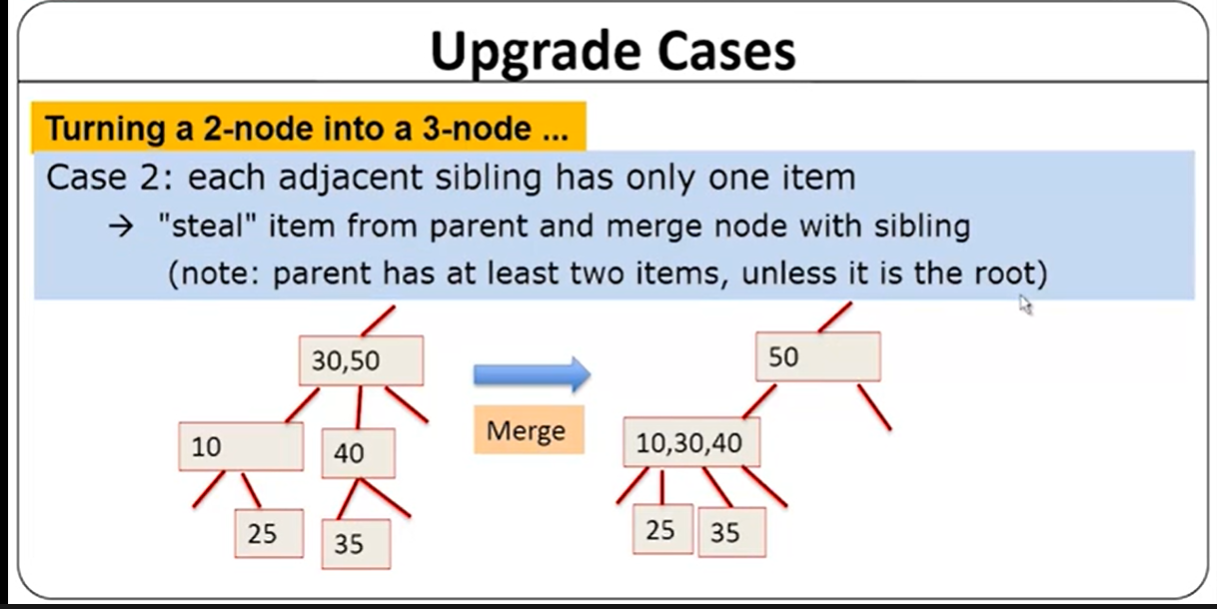 Upgrade Cases
Turning a 2-node into a 3-node ...
Case 2: each adjacent sibling has only one item
→ "steal" item from parent and merge node with sibling
(note: parent has at least two items, unless it is the root)
30,50
10
40
25
35
Merge
50
10,30,40
25
35